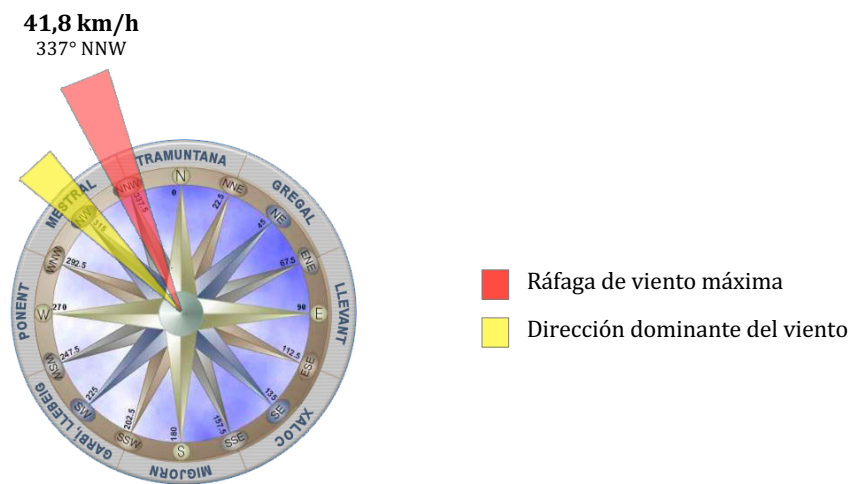 41,8 km/h
337° NNW
TRAMUNTANA
GREGAL
LLEVANT
XALOC
MIGJORN
GARBÍ, LLEBEIG
PONENT
MESTRAL
N
NNE
NE
ENE
E
ESE
SE
SSE
S
SSW
SW
WSW
W
WNW
NW
NNW
0
22.5
45
67.5
90
112.5
135
157.5
180
202.5
225
247.5
270
292.5
315
337.5
Ráfaga de viento máxima
Dirección dominante del viento